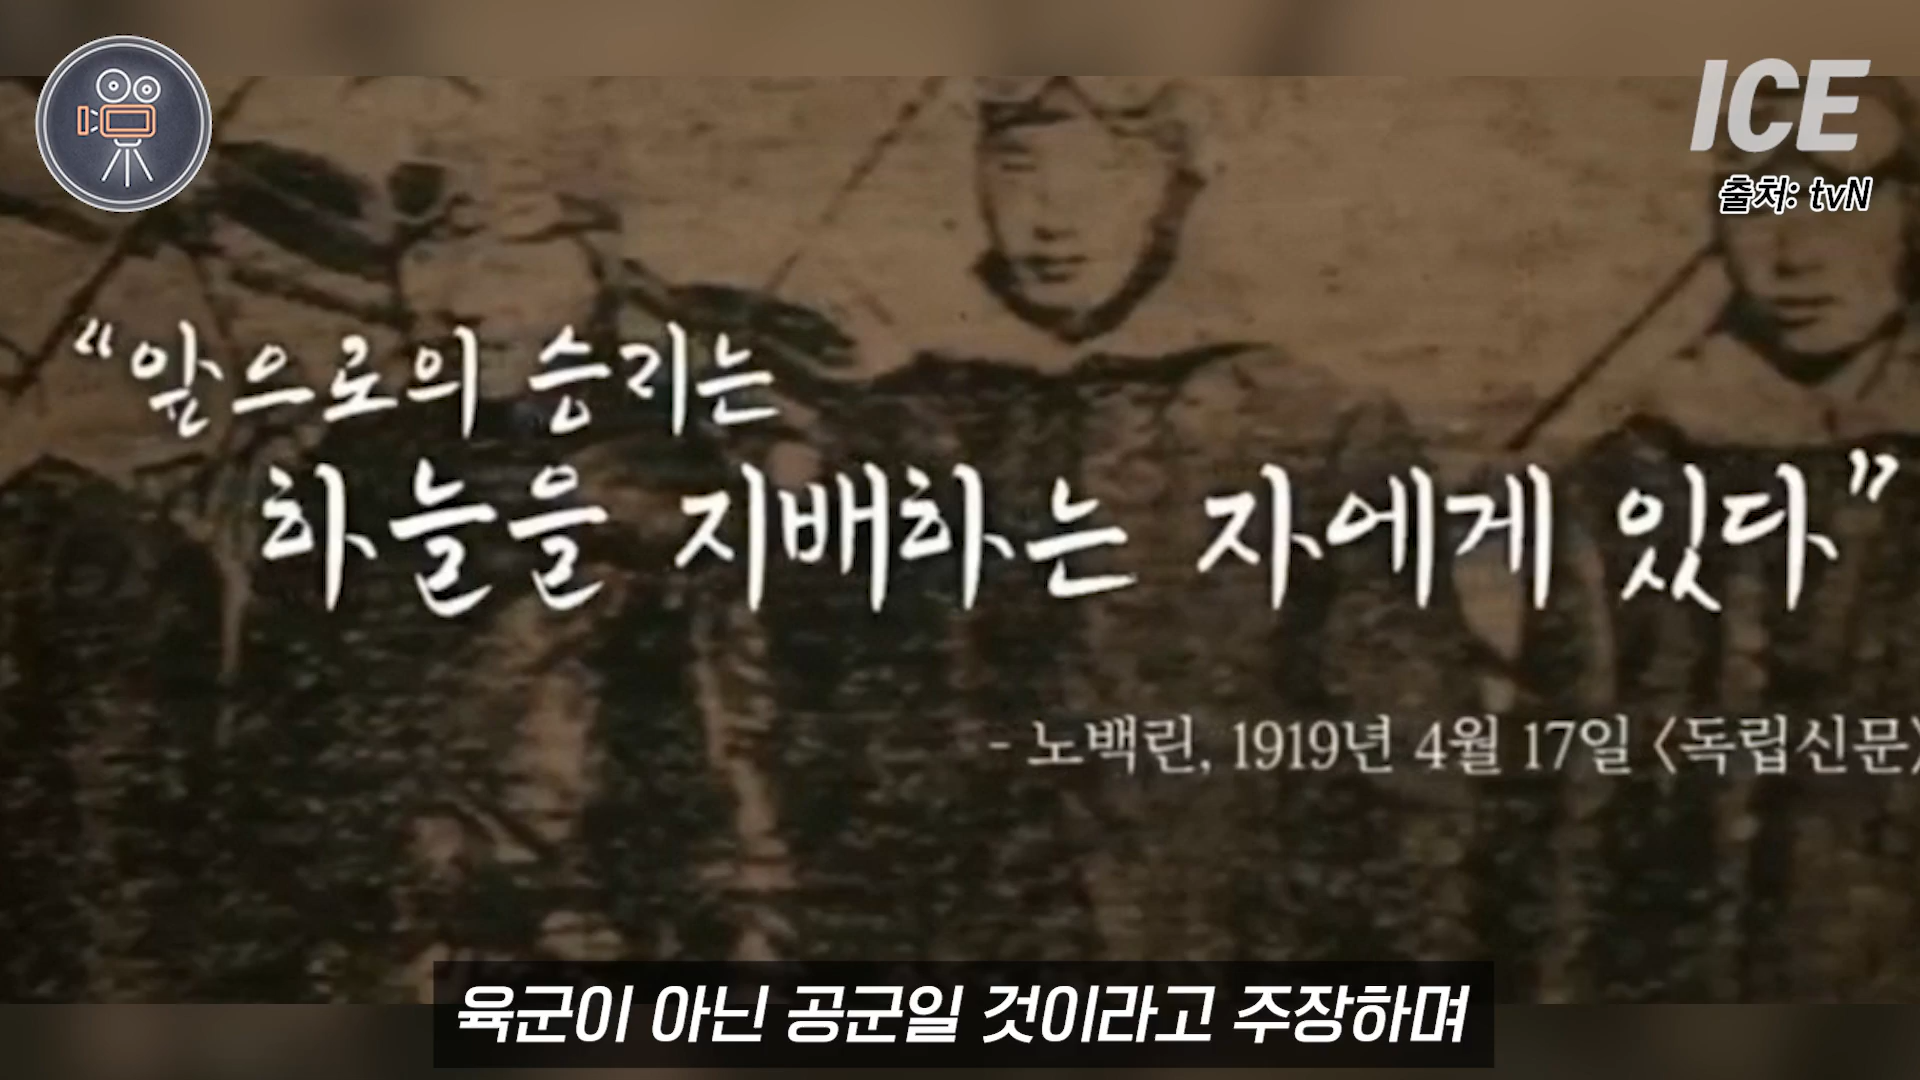 ICE
출처: tvN
“앞으로의 승리는
하늘을 지배하는 자에게 있다”
- 노백린, 1919년 4월 17일 <독립신문>
육군이 아닌 공군일 것이라고 주장하며